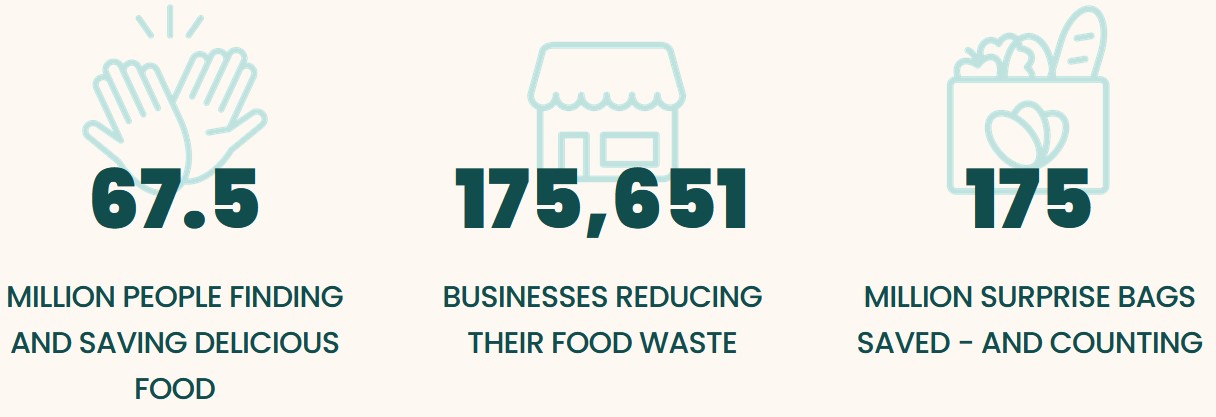 67.5
MILLION PEOPLE FINDING
AND SAVING DELICIOUS
FOOD
175,651
BUSINESSES REDUCING
THEIR FOOD WASTE
175
MILLION SURPRISE BAGS
SAVED - AND COUNTING